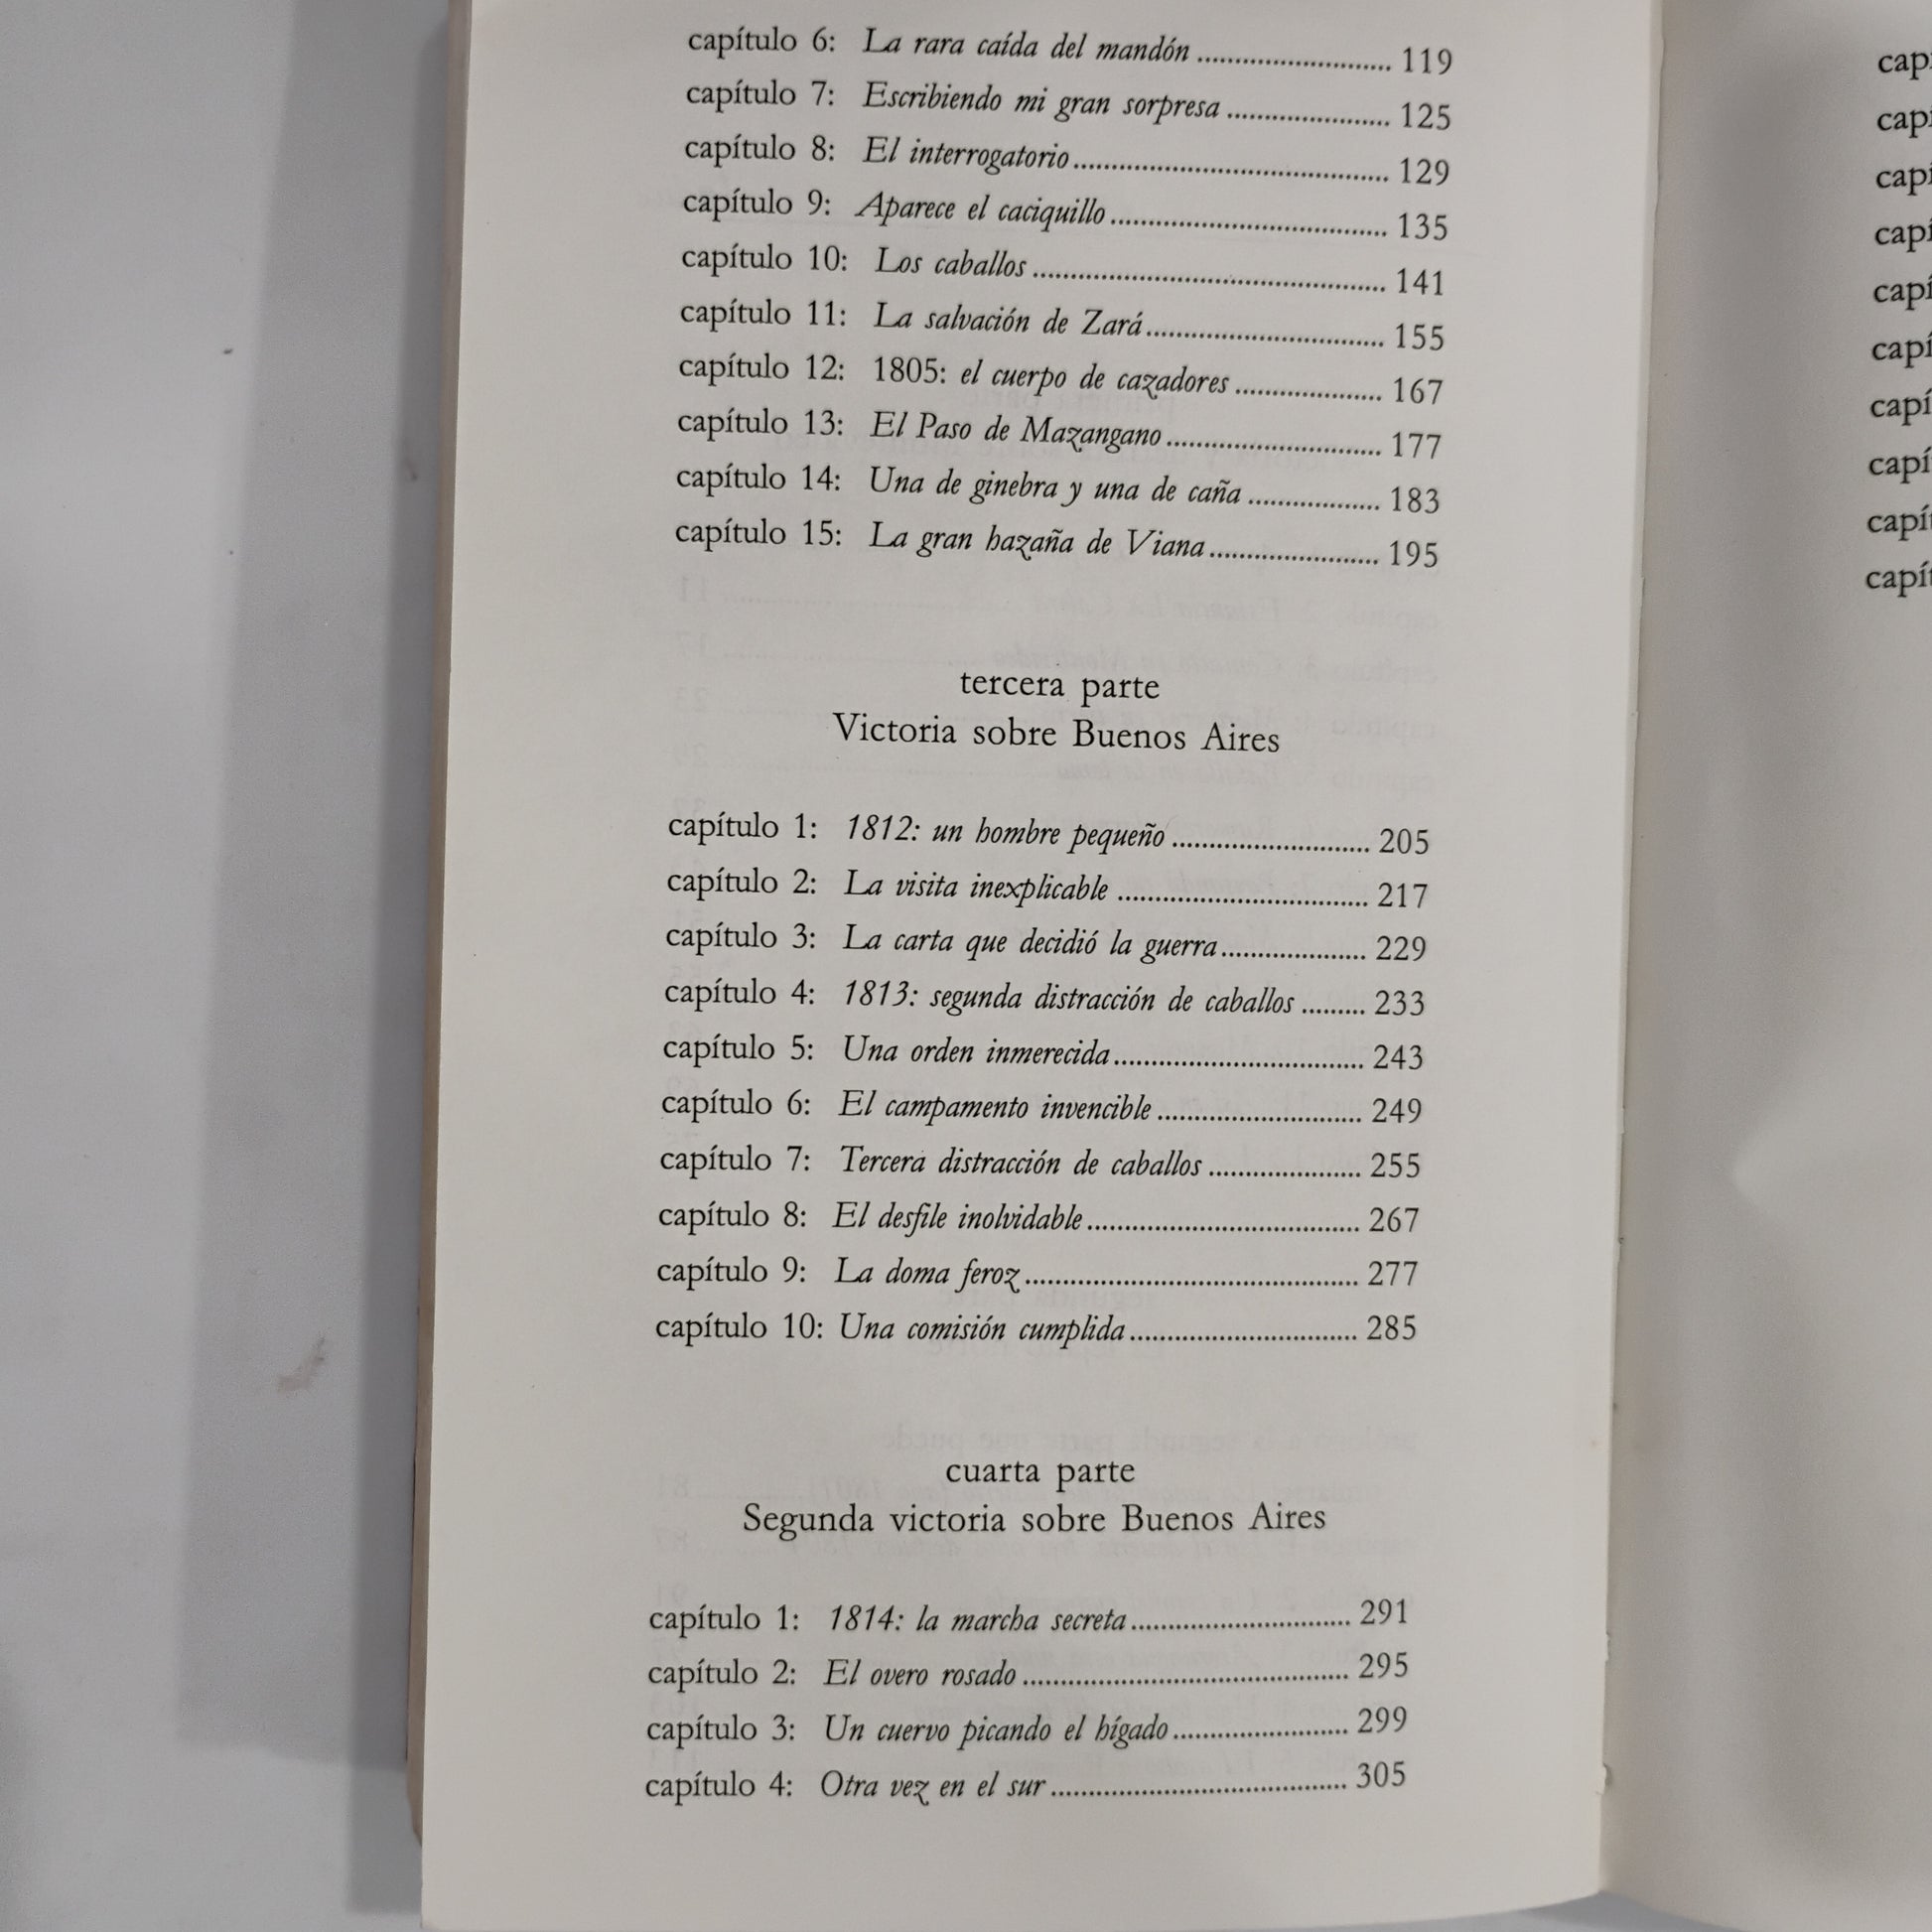 capítulo 6: La rara caída del mandón .......................... 119
capítulo 7: Escribiendo mi gran sorpresa ...................... 125
capítulo 8: El interrogatorio .......................................... 129
capítulo 9: Aparece el caciquillo ..................................... 135
capítulo 10: Los caballos ............................................... 141
capítulo 11: La salvación de Zará ................................ 155
capítulo 12: 1805: el cuerpo de cazadores .................... 167
capítulo 13: El Paso de Mazangano ............................. 177
capítulo 14: Una de ginebra y una de caña .................. 183
capítulo 15: La gran hazaña de Viana ....................... 195
tercera parte
Victoria sobre Buenos Aires
capítulo 1: 1812: un hombre pequeño .......................... 205
capítulo 2: La visita inexplicable .................................. 217
capítulo 3: La carta que decidió la guerra ................... 229
capítulo 4: 1813: segunda distracción de caballos ......... 233
capítulo 5: Una orden inmerecida ................................. 243
capítulo 6: El campamento invencible ........................... 249
capítulo 7: Tercera distracción de caballos .................... 255
capítulo 8: El desfile inolvidable .................................... 267
capítulo 9: La doma feroz ............................................ 277
capítulo 10: Una comisión cumplida .............................. 285
cuarta parte
Segunda victoria sobre Buenos Aires
capítulo 1: 1814: la marcha secreta ............................. 291
capítulo 2: El overo rosado ........................................... 295
capítulo 3: Un cuervo picando el hígado ....................... 299
capítulo 4: Otra vez en el sur ....................................... 305